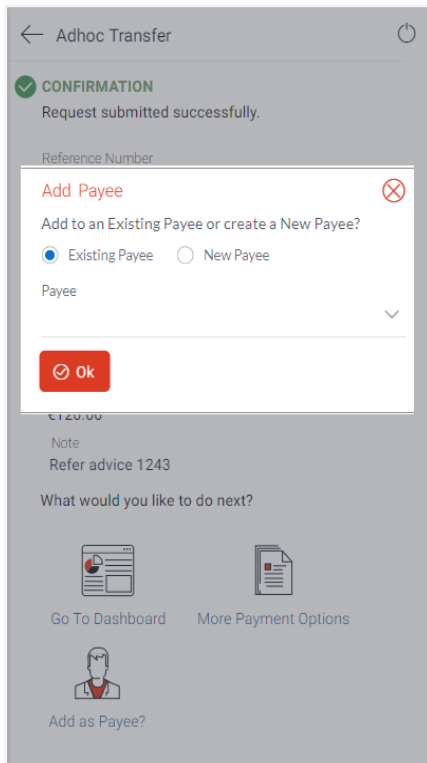 Adhoc Transfer
CONFIRMATION
Request submitted successfully.
Reference Number
Add Payee
Add to an Existing Payee or create a New Payee?
Existing Payee New Payee
Payee
Ok
€120.00
Note
Refer advice 1243
What would you like to do next?
Go To Dashboard More Payment Options
Add as Payee?